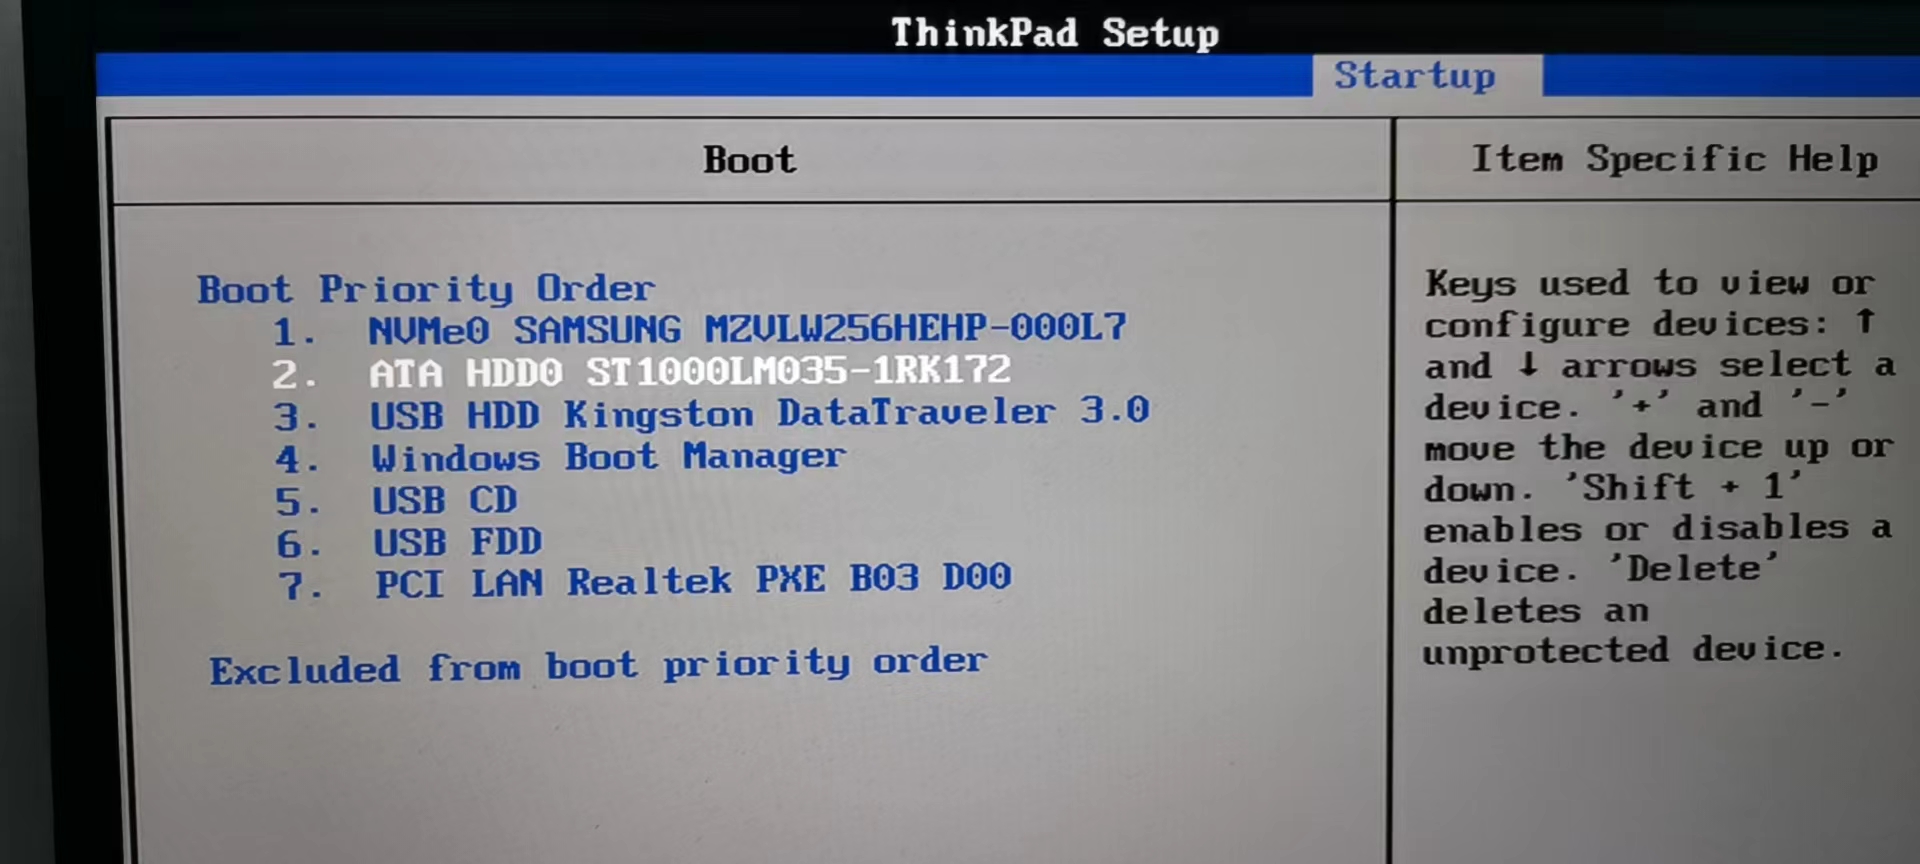 ThinkPad Setup
Startup
Boot
Item Specific Help
Boot Priority Order
1. NVMe0 SAMSUNG MZVLW256HEHP-000L7
2. ATA HDD0 ST1000LM035-1RK172
3. USB HDD Kingston DataTraveler 3.0
4. Windows Boot Manager
5. USB CD
6. USB FDD
7. PCI LAN Realtek PXE B03 D00
Excluded from boot priority order
Keys used to view or
configure devices: ↑
and ↓ arrows select a
device. '+' and '-'
move the device up or
down. 'Shift + 1'
enables or disables a
device. 'Delete'
deletes an
unprotected device.